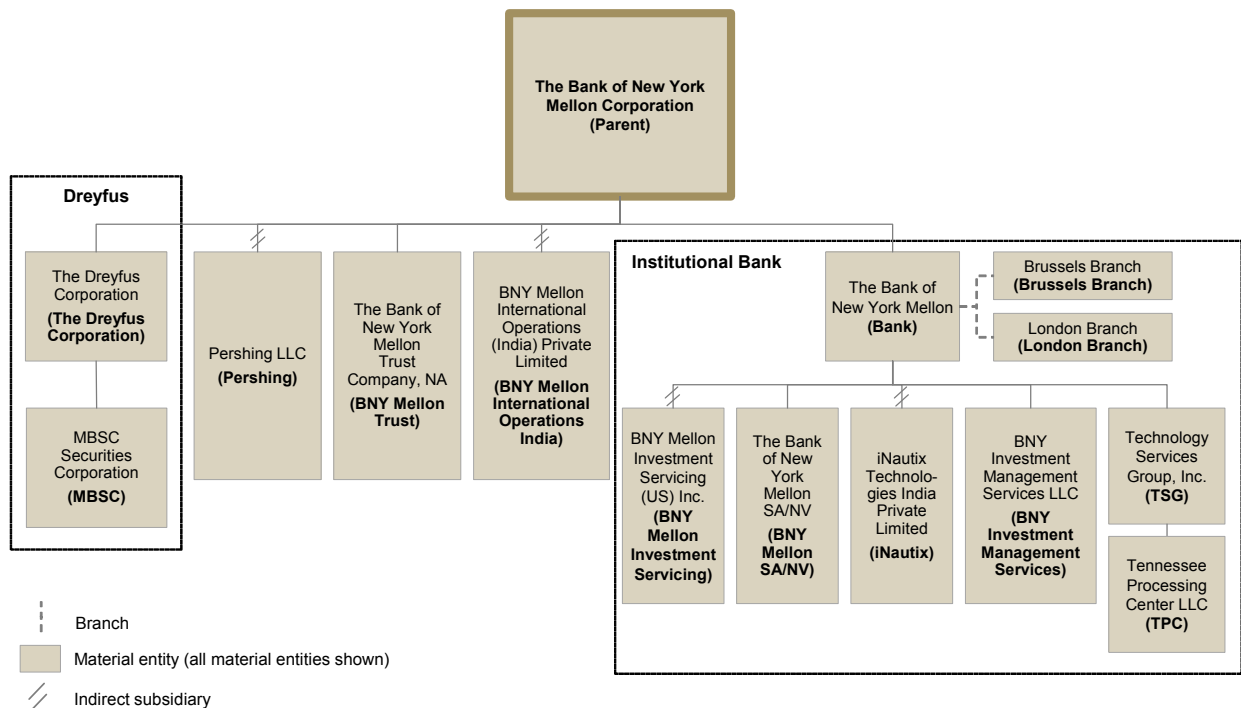 The Bank of New York
Mellon Corporation
(Parent)
Dreyfus
The Dreyfus
Corporation
(The Dreyfus
Corporation)
MBSC
Securities
Corporation
(MBSC)
Pershing LLC
(Pershing)
The Bank of
New York
Mellon
Trust
Company, NA
(BNY Mellon
Trust)
BNY Mellon
International
Operations
(India) Private
Limited
(BNY Mellon
International
Operations
India)
Institutional Bank
The Bank of
New York Mellon
(Bank)
Brussels Branch
(Brussels Branch)
London Branch
(London Branch)
BNY Mellon
Investment
Servicing
(US) Inc.
(BNY
Mellon
Investment
Servicing)
The Bank
of New
York
Mellon
SA/NV
(BNY
Mellon
SA/NV)
iNautix
Technolo-
gies India
Private
Limited
(iNautix)
BNY
Investment
Management
Services LLC
(BNY
Investment
Management
Services)
Technology
Services
Group, Inc.
(TSG)
Tennessee
Processing
Center LLC
(TPC)
Branch
Material entity (all material entities shown)
Indirect subsidiary